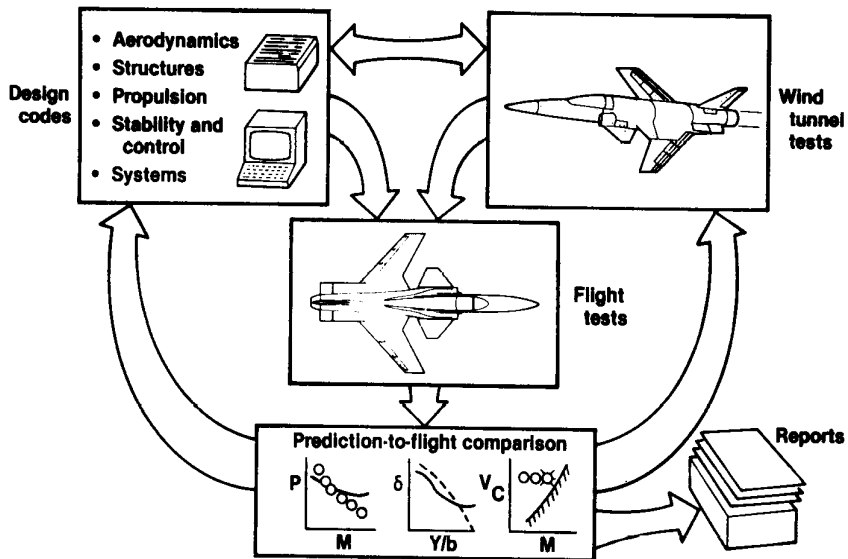 Design
codes
• Aerodynamics
• Structures
• Propulsion
• Stability and
control
• Systems
Wind
tunnel
tests
Flight
tests
Prediction-to-flight comparison
P
M
δ
Y/b
VC
M
Reports